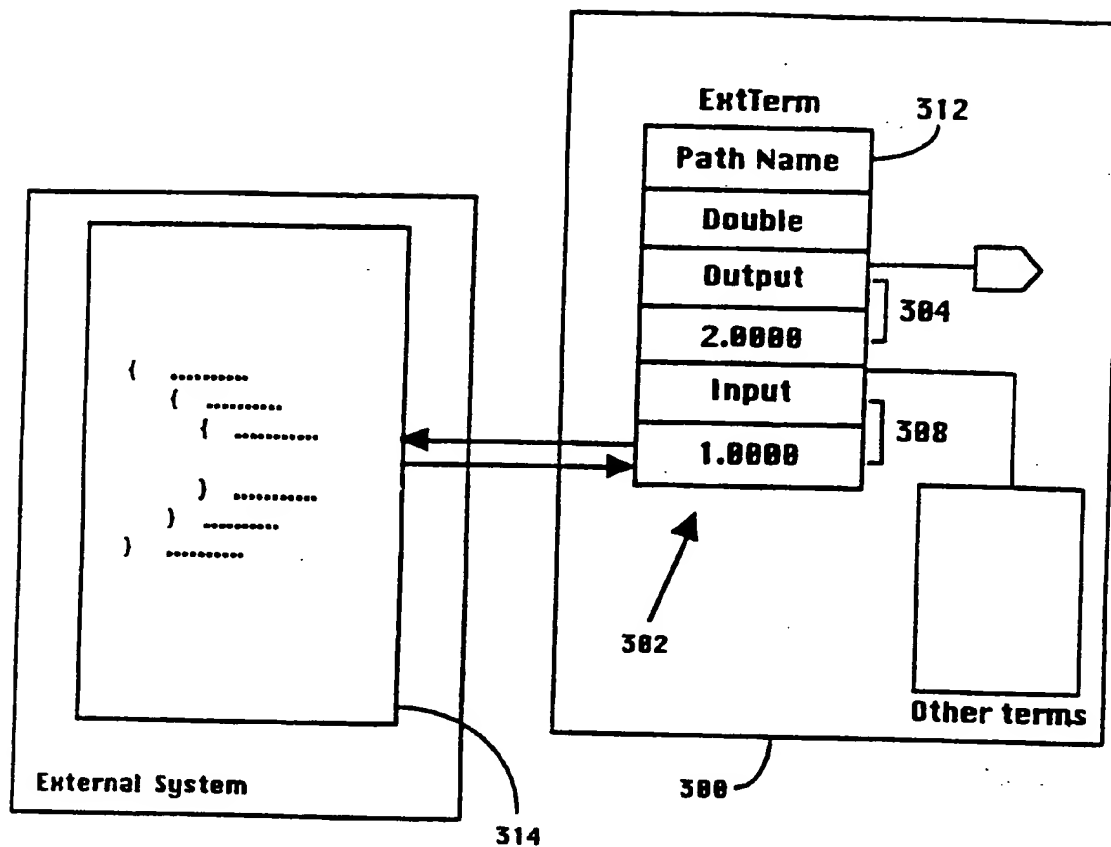 ExtTerm
312
Path Name
Double
Output
304
2.0000
Input
308
1.0000
{ ..........
{ ..........
{ ...........
} ...........
} ..........
} ..........
302
Other terms
External System
300
314